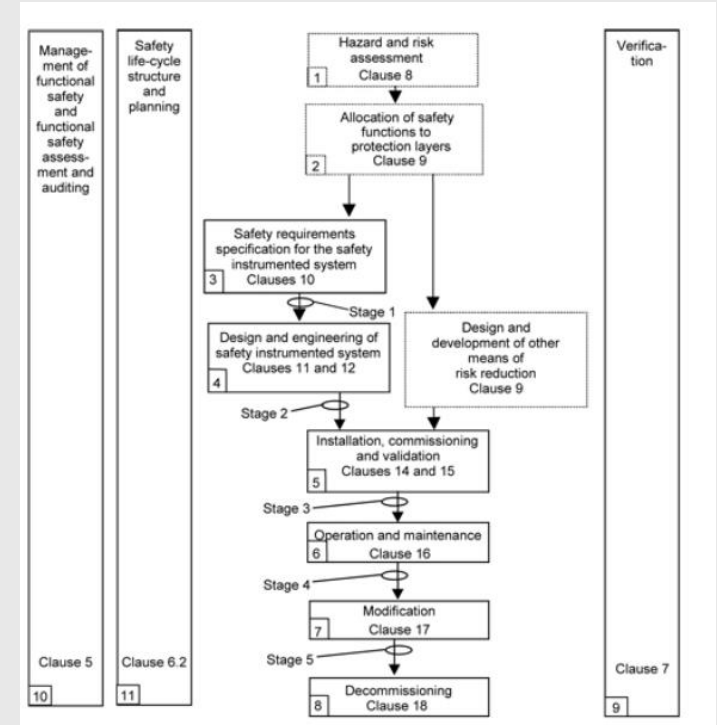 Manage-
ment of
functional
safety
and
functional
safety
assess-
ment and
auditing
Clause 5
10
Safety
life-cycle
structure
and
planning
Clause 6.2
11
Hazard and risk
assessment
Clause 8
1
Allocation of safety
functions to
protection layers
Clause 9
2
Safety requirements
specification for the safety
instrumented system
Clauses 10
3
Stage 1
Design and engineering of
safety instrumented system
Clauses 11 and 12
4
Design and
development of other
means of
risk reduction
Clause 9
Stage 2
Installation, commissioning
and validation
Clauses 14 and 15
5
Stage 3
Operation and maintenance
Clause 16
6
Stage 4
Modification
Clause 17
7
Stage 5
Decommissioning
Clause 18
8
Verifica-
tion
Clause 7
9